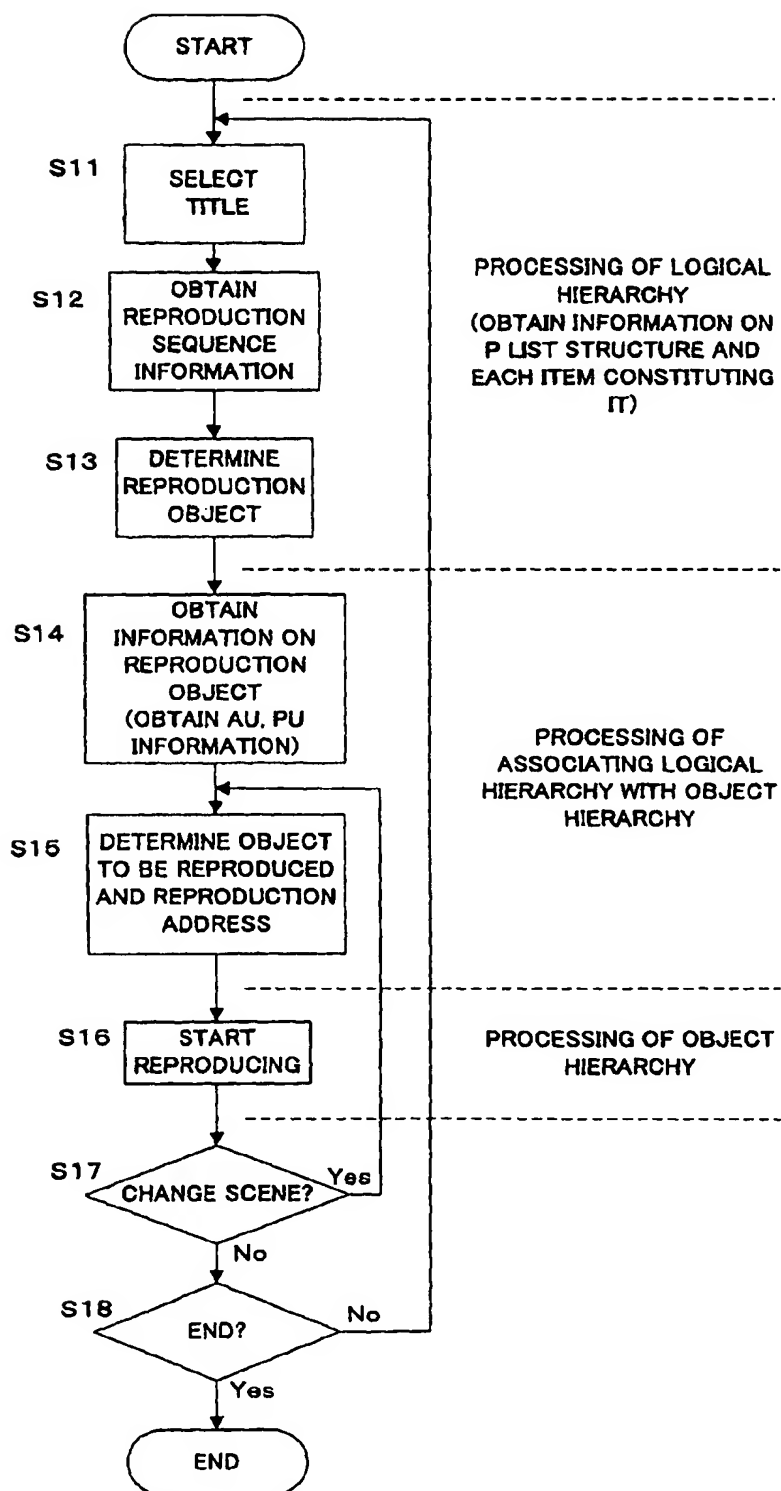 START
S11
SELECT
TITLE
S12
OBTAIN
REPRODUCTION
SEQUENCE
INFORMATION
PROCESSING OF LOGICAL
HIERARCHY
(OBTAIN INFORMATION ON
P LIST STRUCTURE AND
EACH ITEM CONSTITUTING
IT)
S13
DETERMINE
REPRODUCTION
OBJECT
S14
OBTAIN
INFORMATION ON
REPRODUCTION
OBJECT
(OBTAIN AU, PU
INFORMATION)
PROCESSING OF
ASSOCIATING LOGICAL
HIERARCHY WITH OBJECT
HIERARCHY
S15
DETERMINE OBJECT
TO BE REPRODUCED
AND REPRODUCTION
ADDRESS
S16
START
REPRODUCING
PROCESSING OF OBJECT
HIERARCHY
S17
CHANGE SCENE?
Yes
No
S18
END?
No
Yes
END